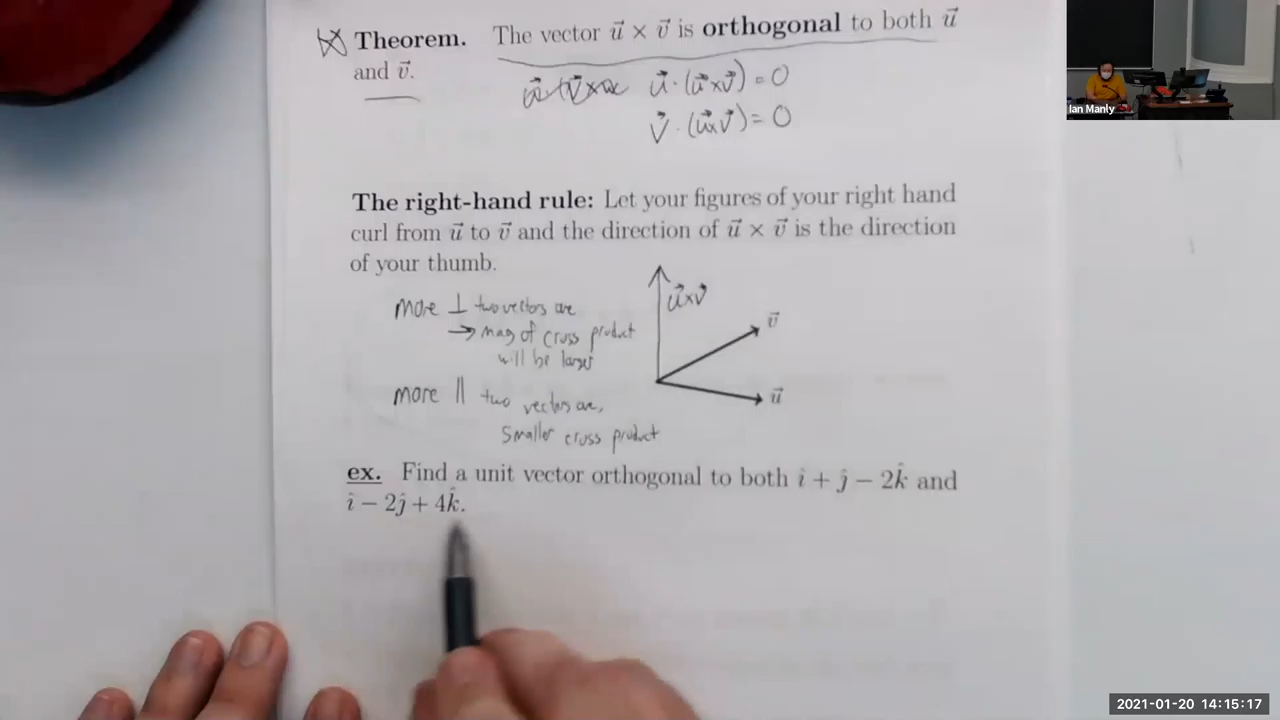 Theorem. The vector u⃗ × v⃗ is orthogonal to both u⃗
and v⃗.
u⃗ · (u⃗×v⃗) = 0
v⃗ · (u⃗×v⃗) = 0
The right-hand rule: Let your figures of your right hand
curl from u⃗ to v⃗ and the direction of u⃗ × v⃗ is the direction
of your thumb.
more ⊥ two vectors are
→ mag of cross product
will be larger
more || two vectors are,
smaller cross product
u⃗×v⃗
v⃗
u⃗
ex. Find a unit vector orthogonal to both î + ĵ − 2k̂ and
î − 2ĵ + 4k̂.
Ian Manly
2021-01-20 14:15:17